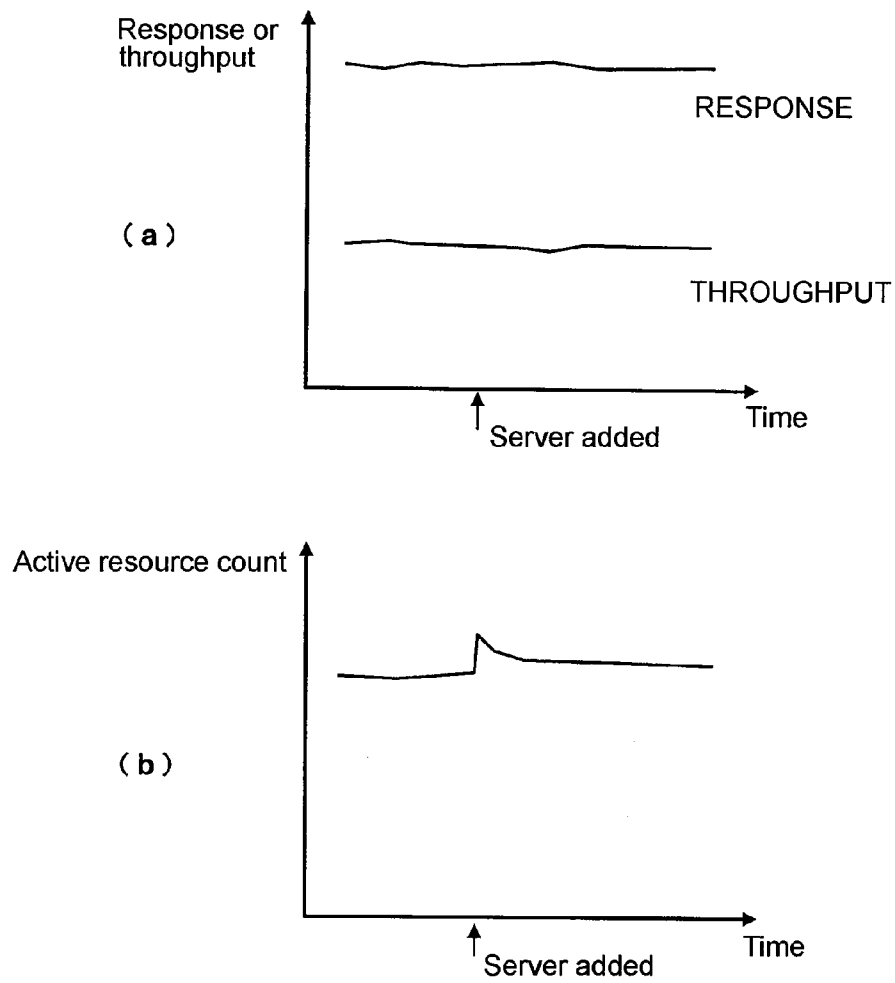 Response or
throughput
RESPONSE
(a)
THROUGHPUT
Time
Server added
Active resource count
(b)
Time
Server added